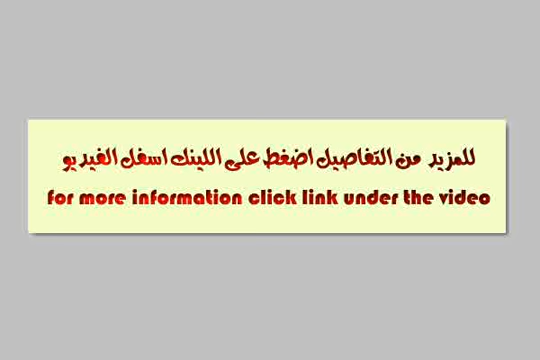 للمزيد من التفاصيل اضغط على اللينك اسفل الفيديو
for more information click link under the video